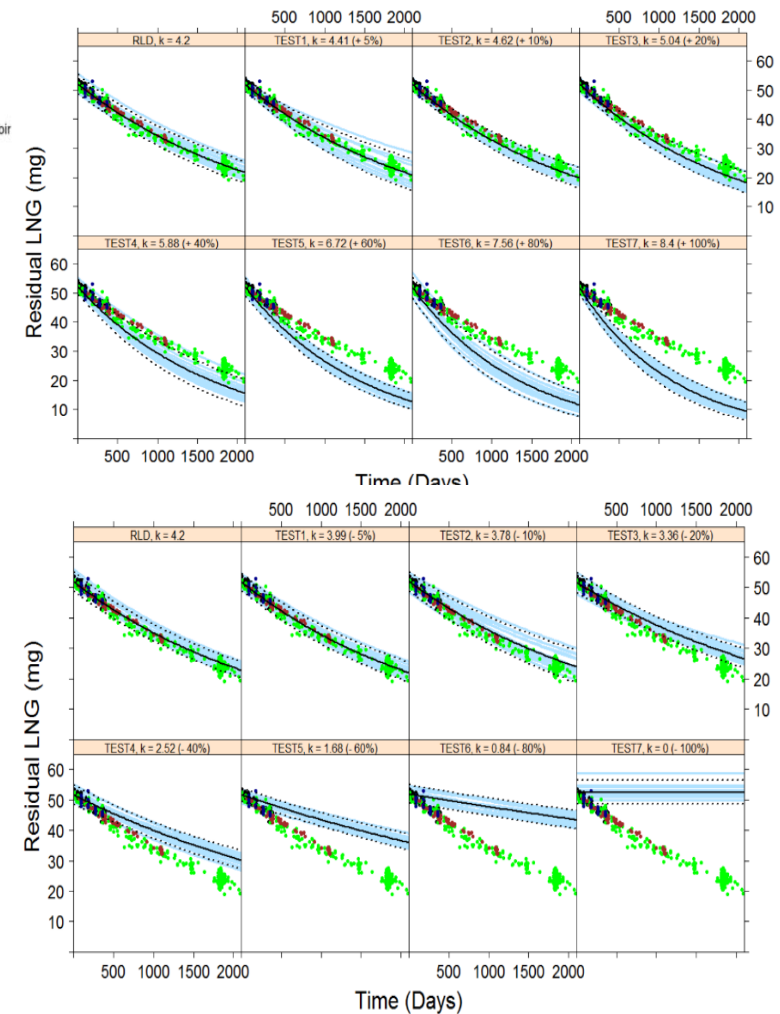 500 1000 1500 2000
RLD, k = 4.2 TEST1, k = 4.41 (+ 5%) TEST2, k = 4.62 (+ 10%) TEST3, k = 5.04 (+ 20%)
60
50
40
30
20
10
TEST4, k = 5.88 (+ 40%) TEST5, k = 6.72 (+ 60%) TEST6, k = 7.56 (+ 80%) TEST7, k = 8.4 (+ 100%)
60
50
40
30
20
10
Residual LNG (mg)
500 1000 1500 2000 500 1000 1500 2000
Time (Days)
500 1000 1500 2000 500 1000 1500 2000
RLD, k = 4.2 TEST1, k = 3.99 (- 5%) TEST2, k = 3.78 (- 10%) TEST3, k = 3.36 (- 20%)
60
50
40
30
20
10
TEST4, k = 2.52 (- 40%) TEST5, k = 1.68 (- 60%) TEST6, k = 0.84 (- 80%) TEST7, k = 0 (- 100%)
60
50
40
30
20
10
Residual LNG (mg)
500 1000 1500 2000 500 1000 1500 2000
Time (Days)